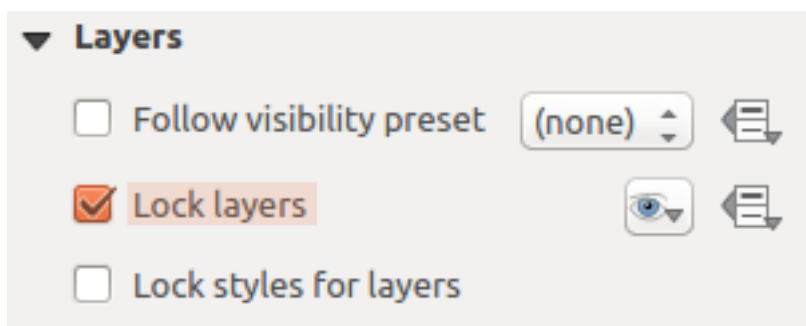 Layers
Follow visibility preset (none)
Lock layers
Lock styles for layers